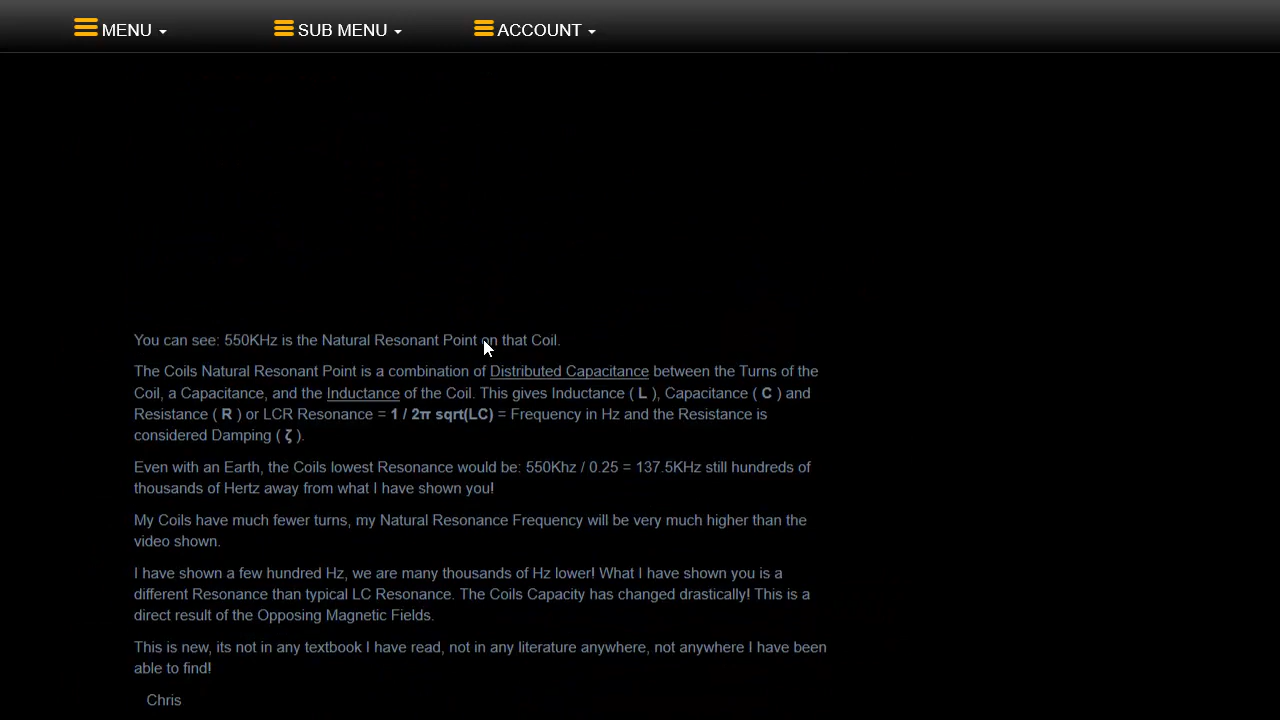 MENU
SUB MENU
ACCOUNT
You can see: 550KHz is the Natural Resonant Point on that Coil.
The Coils Natural Resonant Point is a combination of Distributed Capacitance between the Turns of the
Coil, a Capacitance, and the Inductance of the Coil. This gives Inductance ( L ), Capacitance ( C ) and
Resistance ( R ) or LCR Resonance = 1 / 2π sqrt(LC) = Frequency in Hz and the Resistance is
considered Damping ( ζ ).
Even with an Earth, the Coils lowest Resonance would be: 550Khz / 0.25 = 137.5KHz still hundreds of
thousands of Hertz away from what I have shown you!
My Coils have much fewer turns, my Natural Resonance Frequency will be very much higher than the
video shown.
I have shown a few hundred Hz, we are many thousands of Hz lower! What I have shown you is a
different Resonance than typical LC Resonance. The Coils Capacity has changed drastically! This is a
direct result of the Opposing Magnetic Fields.
This is new, its not in any textbook I have read, not in any literature anywhere, not anywhere I have been
able to find!
Chris